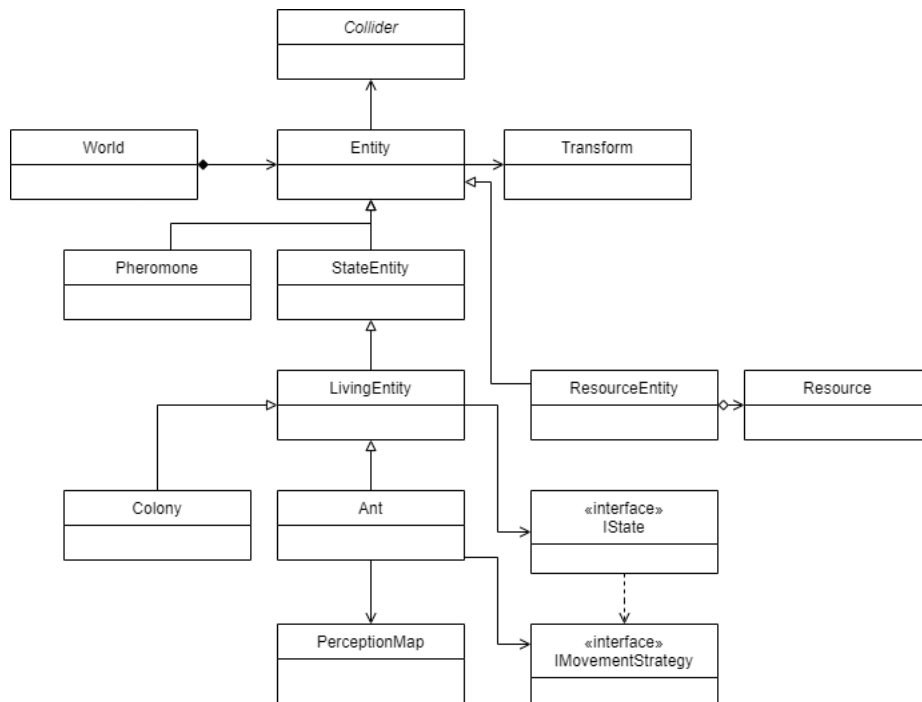 Collider
World
Entity
Transform
Pheromone
StateEntity
LivingEntity
ResourceEntity
Resource
Colony
Ant
«interface»
IState
PerceptionMap
«interface»
IMovementStrategy